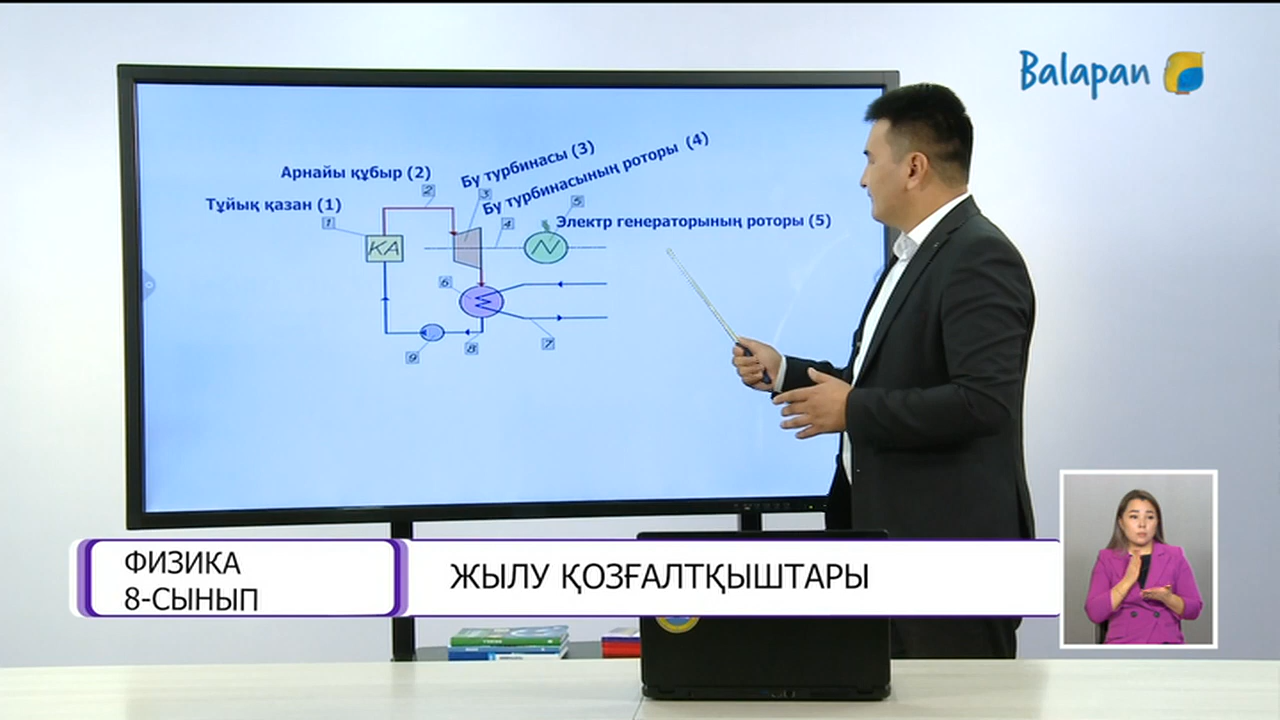 Balapan
Бу турбинасының роторы (4)
Бу турбинасы (3)
Арнайы құбыр (2)
Тұйық қазан (1)
Электр генераторының роторы (5)
1
2
3
4
5
КА
6
7
8
9
ФИЗИКА
8-СЫНЫП
ЖЫЛУ ҚОЗҒАЛТҚЫШТАРЫ